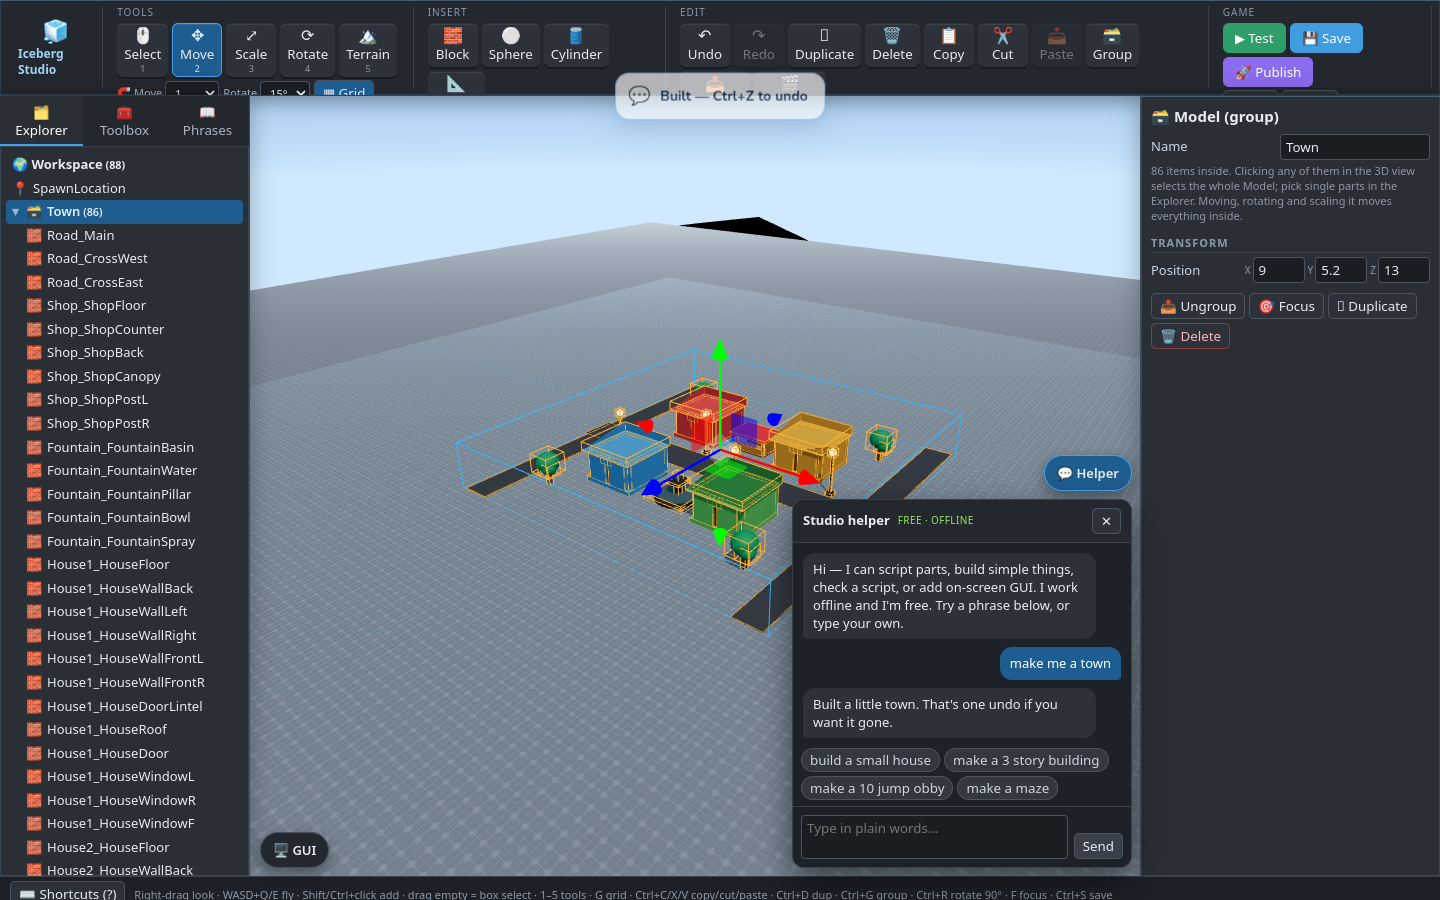 Iceberg
Studio
TOOLS
Select
1
Move
2
Scale
3
Rotate
4
Terrain
5
Move
1
Rotate
15°
Grid
INSERT
Block
Sphere
Cylinder
EDIT
Undo
Redo
Duplicate
Delete
Copy
Cut
Paste
Group
GAME
Test
Save
Publish
Built — Ctrl+Z to undo
Explorer
Toolbox
Phrases
Workspace (88)
SpawnLocation
Town (86)
Road_Main
Road_CrossWest
Road_CrossEast
Shop_ShopFloor
Shop_ShopCounter
Shop_ShopBack
Shop_ShopCanopy
Shop_ShopPostL
Shop_ShopPostR
Fountain_FountainBasin
Fountain_FountainWater
Fountain_FountainPillar
Fountain_FountainBowl
Fountain_FountainSpray
House1_HouseFloor
House1_HouseWallBack
House1_HouseWallLeft
House1_HouseWallRight
House1_HouseWallFrontL
House1_HouseWallFrontR
House1_HouseDoorLintel
House1_HouseRoof
House1_HouseDoor
House1_HouseWindowL
House1_HouseWindowR
House1_HouseWindowF
House2_HouseFloor
House2_HouseWallBack
GUI
Helper
Studio helper FREE · OFFLINE
Hi — I can script parts, build simple things,
check a script, or add on-screen GUI. I work
offline and I'm free. Try a phrase below, or
type your own.
make me a town
Built a little town. That's one undo if you
want it gone.
build a small house
make a 3 story building
make a 10 jump obby
make a maze
Type in plain words...
Send
Model (group)
Name
Town
86 items inside. Clicking any of them in the 3D view
selects the whole Model; pick single parts in the
Explorer. Moving, rotating and scaling it moves
everything inside.
TRANSFORM
Position X 9 Y 5.2 Z 13
Ungroup
Focus
Duplicate
Delete
Shortcuts (?)
Right-drag look · WASD+Q/E fly · Shift/Ctrl+click add · drag empty = box select · 1–5 tools · G grid · Ctrl+C/X/V copy/cut/paste · Ctrl+D dup · Ctrl+G group · Ctrl+R rotate 90° · F focus · Ctrl+S save